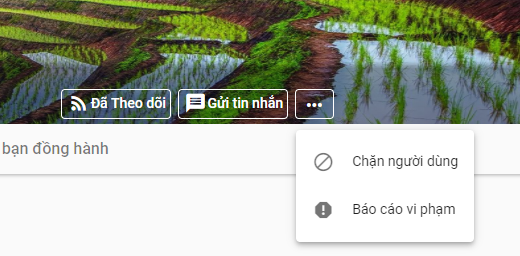 Đã Theo dõi
Gửi tin nhắn
bạn đồng hành
Chặn người dùng
Báo cáo vi phạm